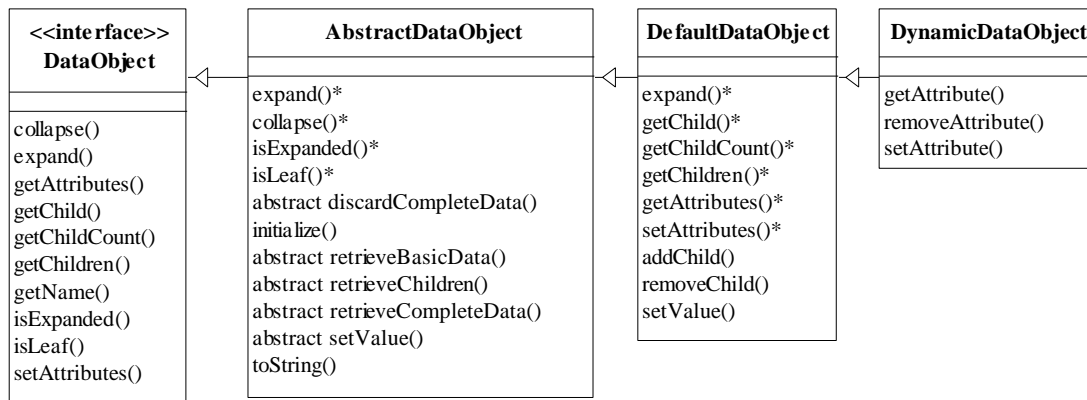 <<interface>>
DataObject
collapse()
expand()
getAttributes()
getChild()
getChildCount()
getChildren()
getName()
isExpanded()
isLeaf()
setAttributes()
AbstractDataObject
expand()*
collapse()*
isExpanded()*
isLeaf()*
abstract discardCompleteData()
initialize()
abstract retrieveBasicData()
abstract retrieveChildren()
abstract retrieveCompleteData()
abstract setValue()
toString()
DefaultDataObject
expand()*
getChild()*
getChildCount()*
getChildren()*
getAttributes()*
setAttributes()*
addChild()
removeChild()
setValue()
DynamicDataObject
getAttribute()
removeAttribute()
setAttribute()